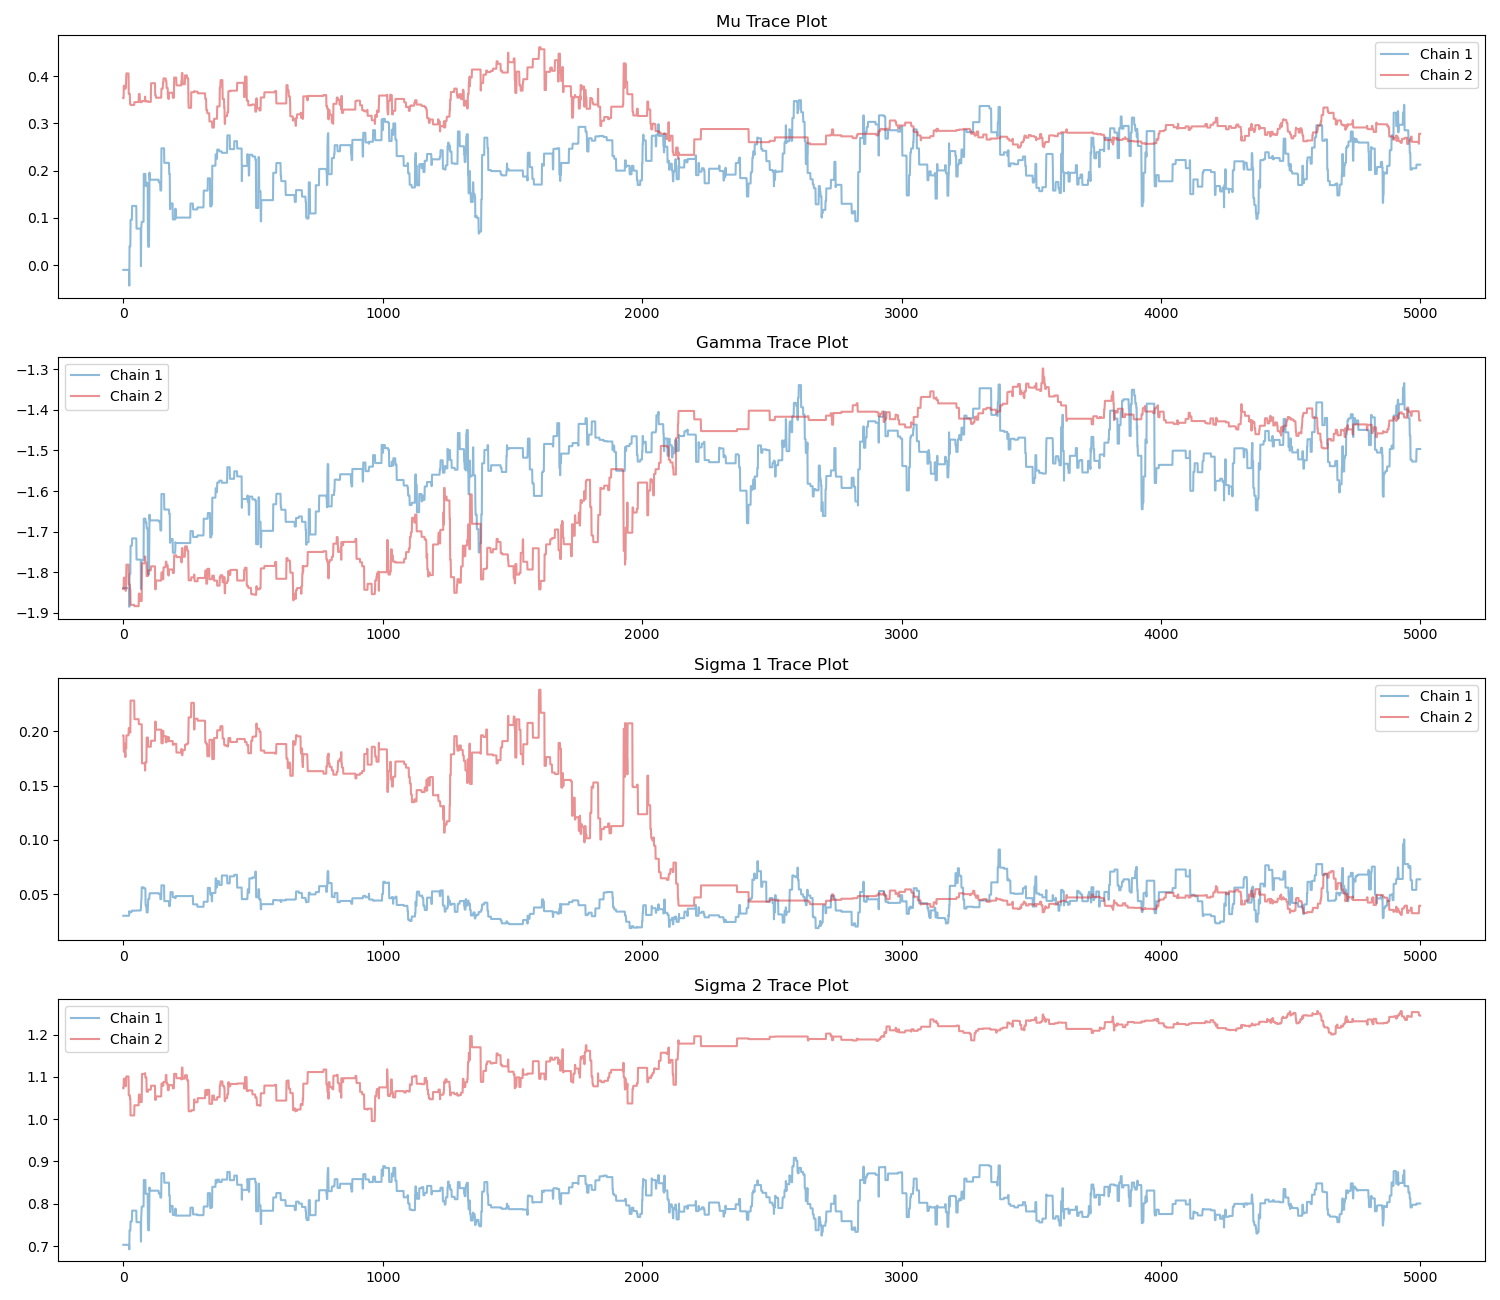 Mu Trace Plot
0.4
0.3
0.2
0.1
0.0
Chain 1
Chain 2
0 1000 2000 3000 4000 5000
Gamma Trace Plot
−1.3
−1.4
−1.5
−1.6
−1.7
−1.8
−1.9
Chain 1
Chain 2
0 1000 2000 3000 4000 5000
Sigma 1 Trace Plot
0.20
0.15
0.10
0.05
Chain 1
Chain 2
0 1000 2000 3000 4000 5000
Sigma 2 Trace Plot
1.2
1.1
1.0
0.9
0.8
0.7
Chain 1
Chain 2
0 1000 2000 3000 4000 5000